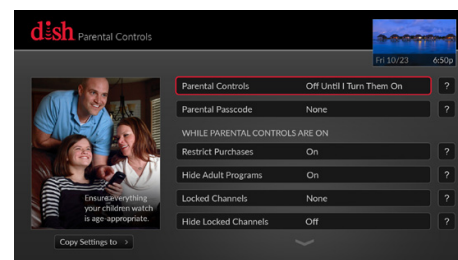 dish Parental Controls
Fri 10/23 6:50p
Parental Controls Off Until I Turn Them On ?
Parental Passcode None ?
WHILE PARENTAL CONTROLS ARE ON
Restrict Purchases On ?
Hide Adult Programs On ?
Locked Channels None ?
Hide Locked Channels Off ?
Ensure everything
your children watch
is age-appropriate.
Copy Settings to >